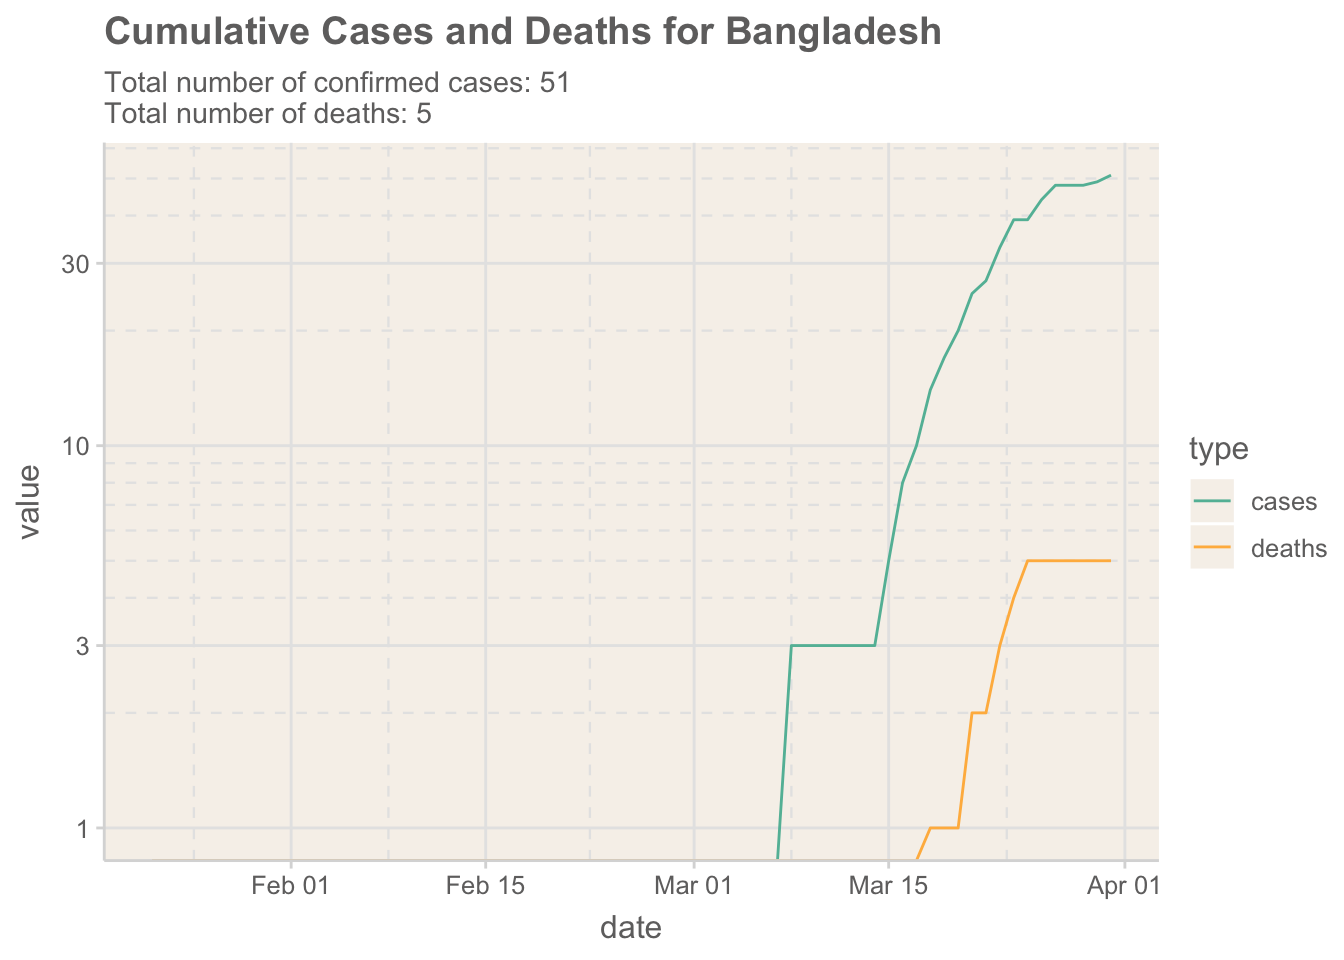 Cumulative Cases and Deaths for Bangladesh
Total number of confirmed cases: 51
Total number of deaths: 5
value
30
10
3
1
Feb 01
Feb 15
Mar 01
Mar 15
Apr 01
date
type
cases
deaths